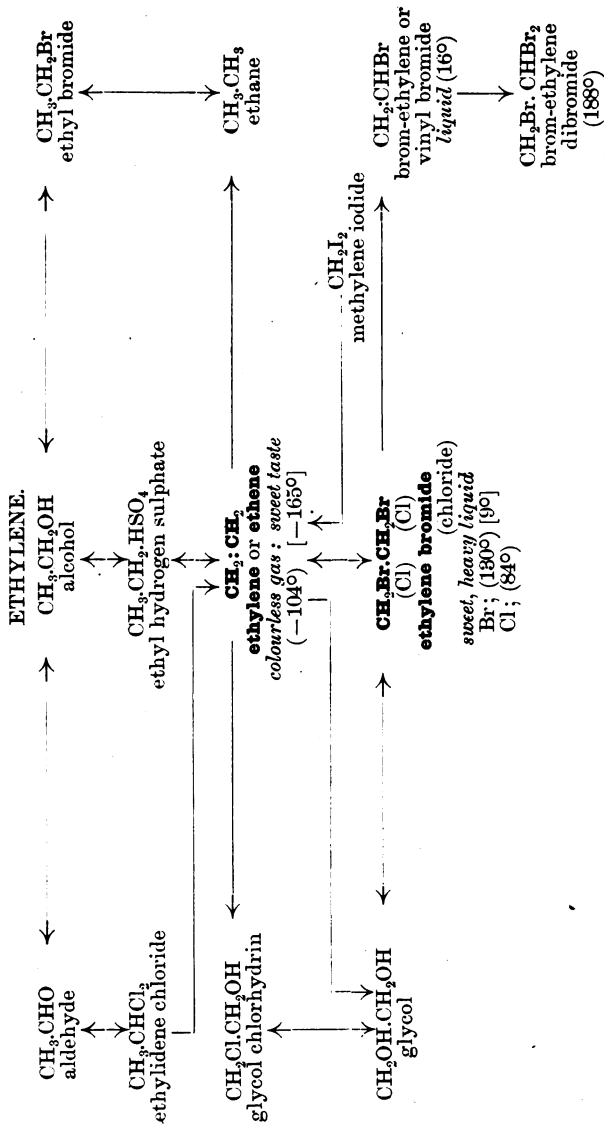 ETHYLENE.
CH₃.CHO
aldehyde
CH₃.CH₂OH
alcohol
CH₃.CH₂Br
ethyl bromide
CH₃.CHCl₂
ethylidene chloride
CH₃.CH₂.HSO₄
ethyl hydrogen sulphate
CH₂Cl.CH₂OH
glycol chlorhydrin
CH₂:CH₂
ethylene or ethene
colourless gas: sweet taste
(−104°) [−165°]
CH₃.CH₃
ethane
CH₂I₂
methylene iodide
CH₂OH.CH₂OH
glycol
CH₂Br.CH₂Br
(Cl) (Cl)
ethylene bromide
(chloride)
sweet, heavy liquid
Br; (130°) [9°]
Cl; (84°)
CH₂:CHBr
brom-ethylene or
vinyl bromide
liquid (16°)
CH₂Br.CHBr₂
brom-ethylene
dibromide
(188°)